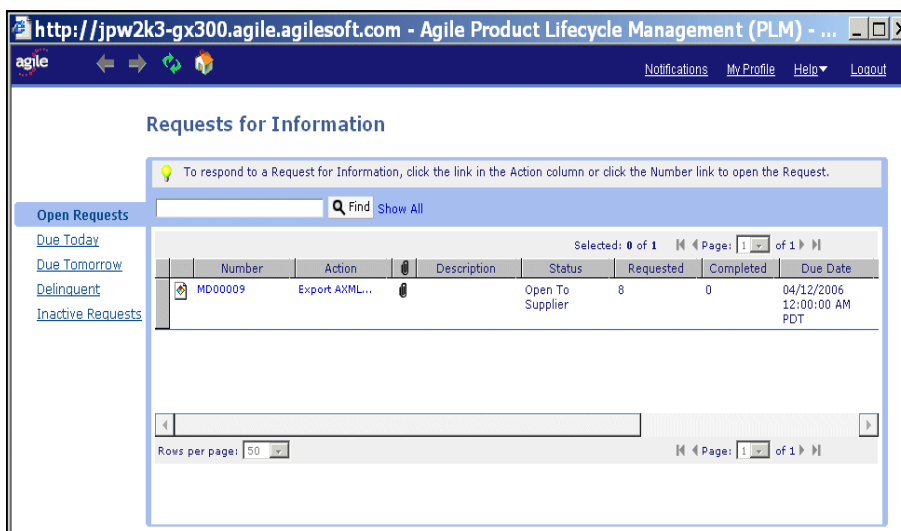 http://jpw2k3-gx300.agile.agilesoft.com - Agile Product Lifecycle Management (PLM) - ...
agile
Notifications My Profile Help Logout
Requests for Information
To respond to a Request for Information, click the link in the Action column or click the Number link to open the Request.
Find Show All
Open Requests
Due Today
Due Tomorrow
Delinquent
Inactive Requests
Selected: 0 of 1 Page: 1 of 1
Number Action Description Status Requested Completed Due Date
MD00009 Export AXML... Open To Supplier 8 0 04/12/2006 12:00:00 AM PDT
Rows per page: 50 Page: 1 of 1